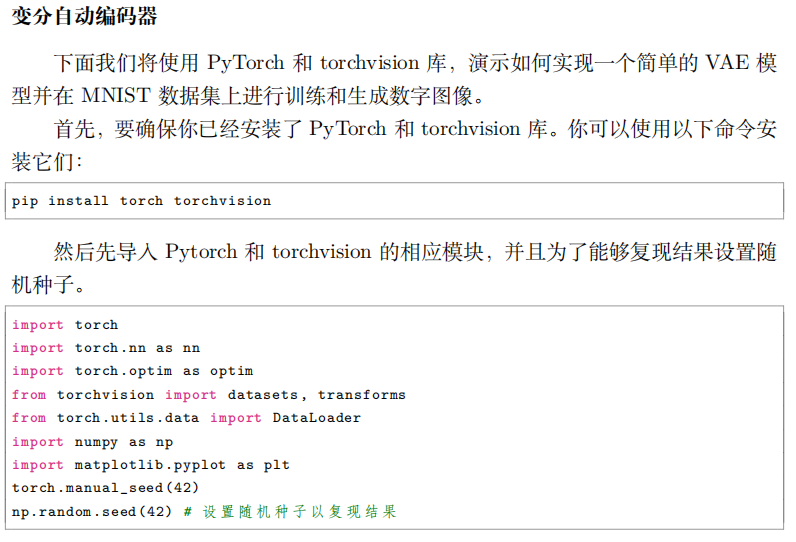 变分自动编码器
下面我们将使用 PyTorch 和 torchvision 库，演示如何实现一个简单的 VAE 模
型并在 MNIST 数据集上进行训练和生成数字图像。
首先，要确保你已经安装了 PyTorch 和 torchvision 库。你可以使用以下命令安
装它们：
pip install torch torchvision
然后先导入 Pytorch 和 torchvision 的相应模块，并且为了能够复现结果设置随
机种子。
import torch
import torch.nn as nn
import torch.optim as optim
from torchvision import datasets, transforms
from torch.utils.data import DataLoader
import numpy as np
import matplotlib.pyplot as plt
torch.manual_seed(42)
np.random.seed(42) # 设置随机种子以复现结果